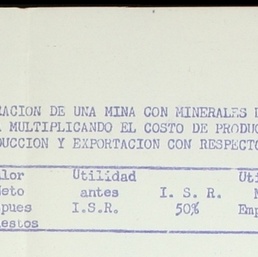 RACION DE UNA MINA CON MINERALES
MULTIPLICANDO EL COSTO DE PRODUC
DUCCION Y EXPORTACION CON RESPECTO
alor Utilidad Uti
Neto antes I. S. R.
pues I.S.R. 50% Emp
estos